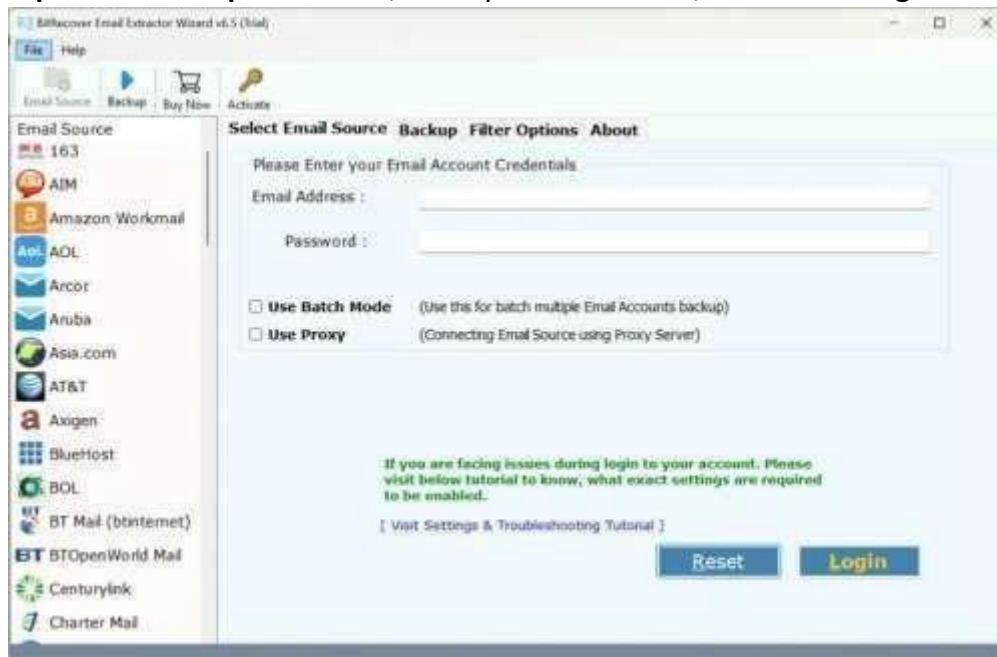 BitRecover Email Extractor Wizard v6.5 (Trial)
File Help
Email Source Backup Buy Now Activate
Email Source
163
AIM
Amazon Workmail
AOL
Arcor
Aruba
Asia.com
AT&T
Axigen
BlueHost
BOL
BT Mail (btinternet)
BT BTOpenWorld Mail
Centurylink
Charter Mail
Select Email Source Backup Filter Options About
Please Enter your Email Account Credentials
Email Address :
Password :
Use Batch Mode (Use this for batch multiple Email Accounts backup)
Use Proxy (Connecting Email Source using Proxy Server)
If you are facing issues during login to your account. Please
visit below tutorial to know, what exact settings are required
to be enabled.
[ Visit Settings & Troubleshooting Tutorial ]
Reset Login